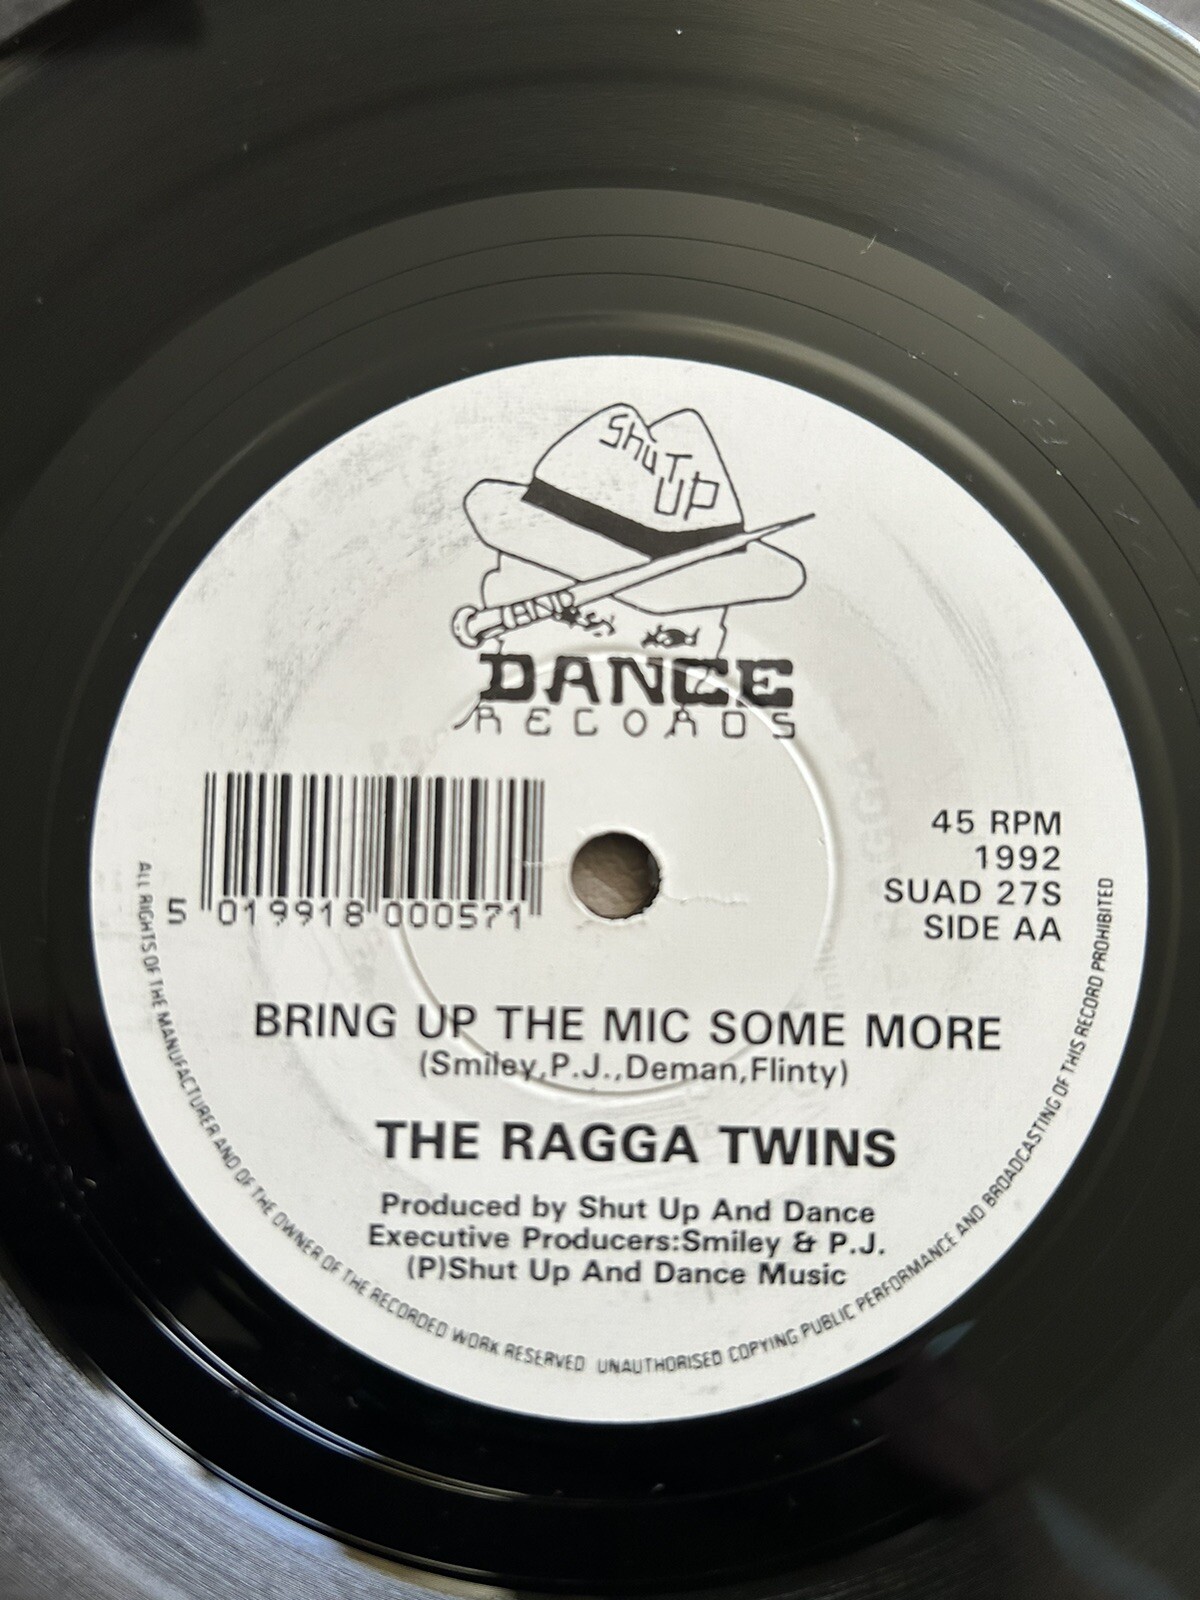 Shut UP
AND
DANCE
RECORDS
5 019918 000571
45 RPM
1992
SUAD 27S
SIDE AA
BRING UP THE MIC SOME MORE
(Smiley,P.J.,Deman,Flinty)
THE RAGGA TWINS
Produced by Shut Up And Dance
Executive Producers:Smiley & P.J.
(P)Shut Up And Dance Music
ALL RIGHTS OF THE MANUFACTURER AND OF THE OWNER OF THE RECORDED WORK RESERVED UNAUTHORISED COPYING PUBLIC PERFORMANCE AND BROADCASTING OF THIS RECORD PROHIBITED